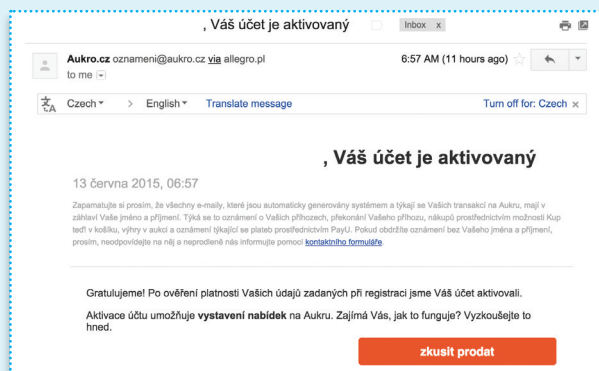 , Váš účet je aktivovaný
Inbox x
Aukro.cz oznameni@aukro.cz via allegro.pl
6:57 AM (11 hours ago)
to me
Czech > English Translate message
Turn off for: Czech x
, Váš účet je aktivovaný
13 června 2015, 06:57
Zapamatujte si prosím, že všechny e-maily, které jsou automaticky generovány systémem a týkají se Vašich transakcí na Aukru, mají v
záhlaví Vaše jméno a příjmení. Týká se to oznámení o Vašich příhozech, překonání Vašeho příhozu, nákupů prostřednictvím možnosti Kup
teď! v košíku, výhry v aukci a oznámení týkající se plateb prostřednictvím PayU. Pokud obdržíte oznámení bez Vašeho jména a příjmení,
prosím, neodpovídejte na něj a neprodleně nás informujte pomocí kontaktního formuláře.
Gratulujeme! Po ověření platnosti Vašich údajů zadaných při registraci jsme Váš účet aktivovali.
Aktivace účtu umožňuje vystavení nabídek na Aukru. Zajímá Vás, jak to funguje? Vyzkoušejte to
hned.
zkusit prodat